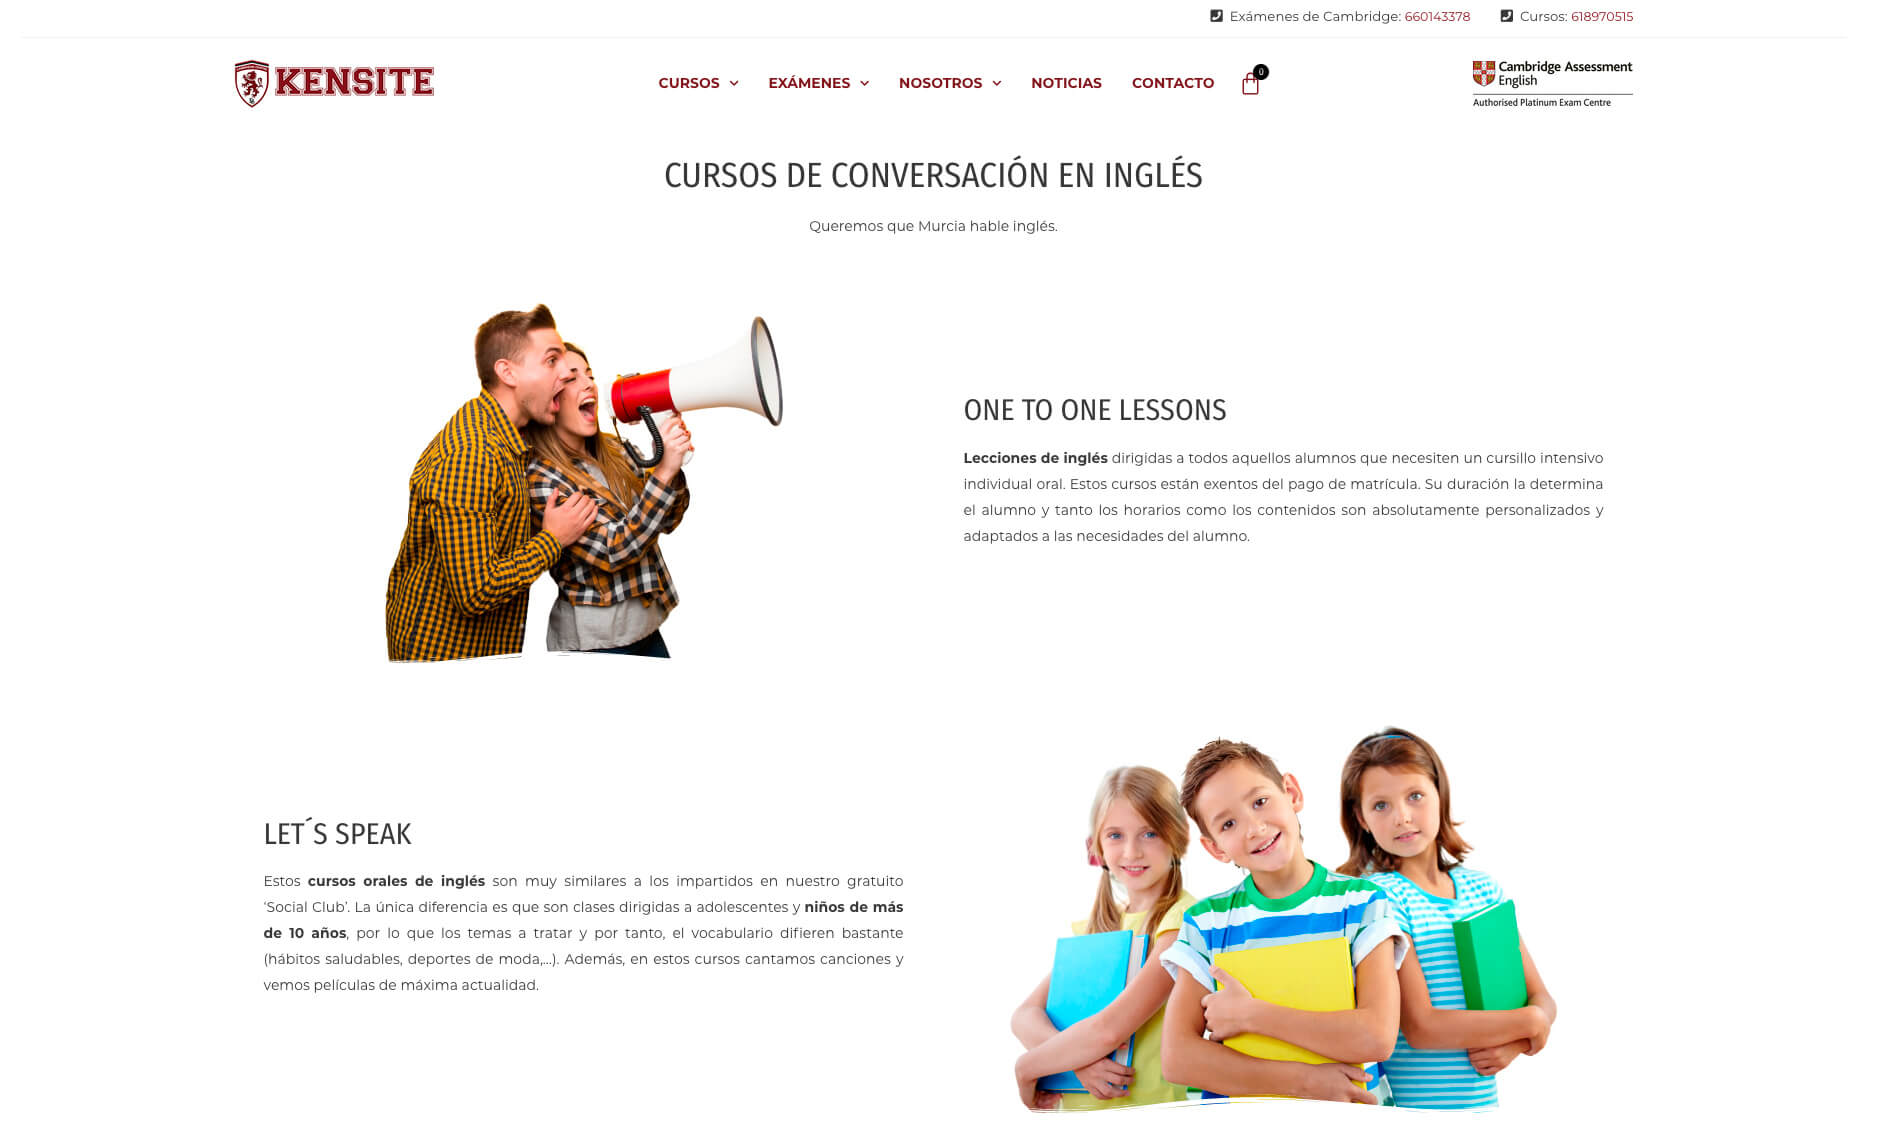 Exámenes de Cambridge: 660143378 Cursos: 618970515
KENSITE
CURSOS EXÁMENES NOSOTROS NOTICIAS CONTACTO 0
Cambridge Assessment
English
Authorised Platinum Exam Centre
CURSOS DE CONVERSACIÓN EN INGLÉS
Queremos que Murcia hable inglés.
ONE TO ONE LESSONS
Lecciones de inglés dirigidas a todos aquellos alumnos que necesiten un cursillo intensivo
individual oral. Estos cursos están exentos del pago de matrícula. Su duración la determina
el alumno y tanto los horarios como los contenidos son absolutamente personalizados y
adaptados a las necesidades del alumno.
LET´S SPEAK
Estos cursos orales de inglés son muy similares a los impartidos en nuestro gratuito
‘Social Club’. La única diferencia es que son clases dirigidas a adolescentes y niños de más
de 10 años, por lo que los temas a tratar y por tanto, el vocabulario difieren bastante
(hábitos saludables, deportes de moda,…). Además, en estos cursos cantamos canciones y
vemos películas de máxima actualidad.